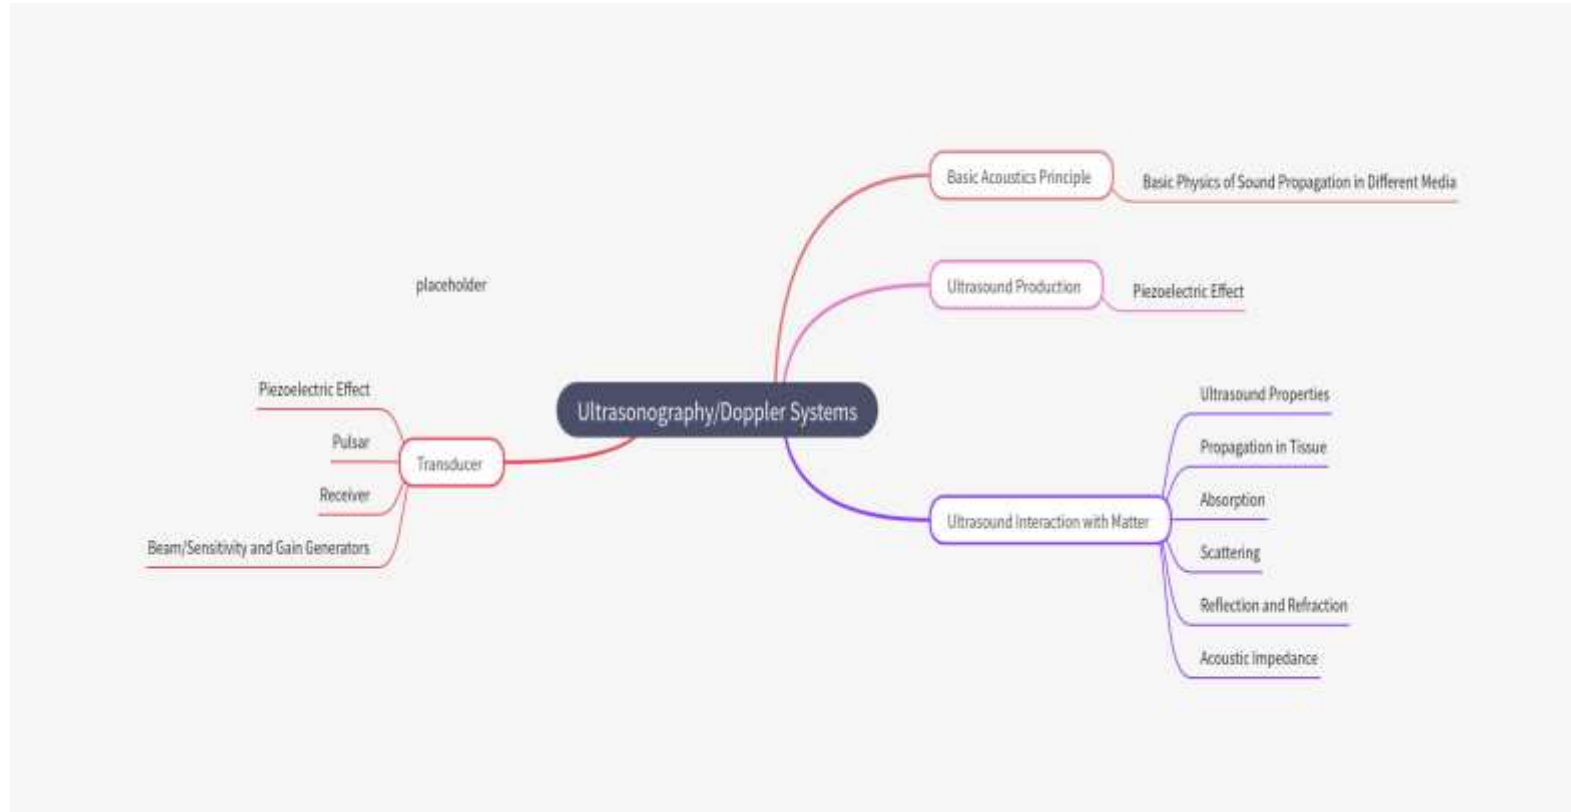 Basic Acoustics Principle
Basic Physics of Sound Propagation in Different Media
placeholder
Ultrasound Production
Piezoelectric Effect
Piezoelectric Effect
Pulsar
Receiver
Beam/Sensitivity and Gain Generators
Transducer
Ultrasonography/Doppler Systems
Ultrasound Interaction with Matter
Ultrasound Properties
Propagation in Tissue
Absorption
Scattering
Reflection and Refraction
Acoustic Impedance